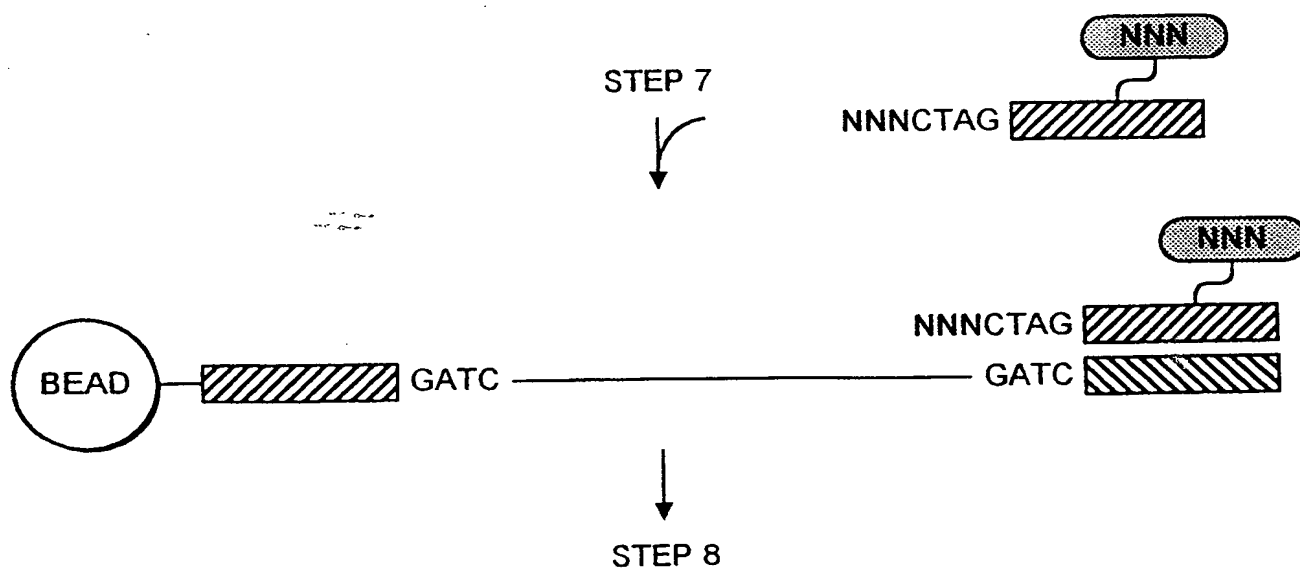 NNN
STEP 7
NNNCTAG
NNN
NNNCTAG
BEAD
GATC
GATC
STEP 8